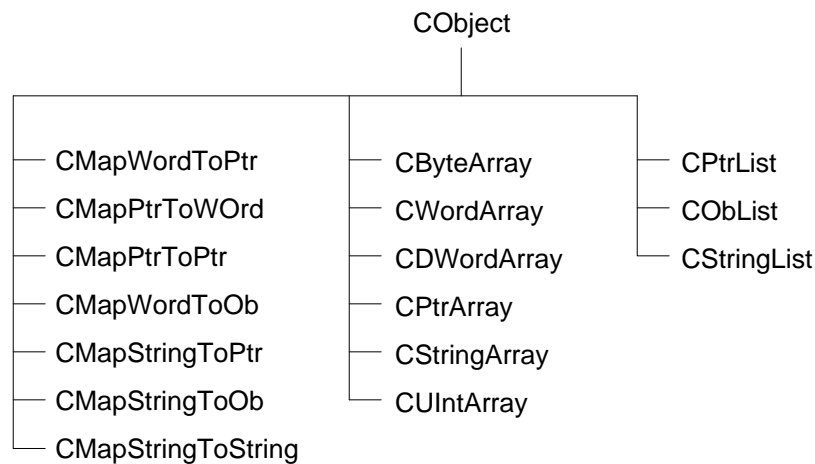 CObject
CMapWordToPtr
CMapPtrToWOrd
CMapPtrToPtr
CMapWordToOb
CMapStringToPtr
CMapStringToOb
CMapStringToString
CByteArray
CWordArray
CDWordArray
CPtrArray
CStringArray
CUIntArray
CPtrList
CObList
CStringList